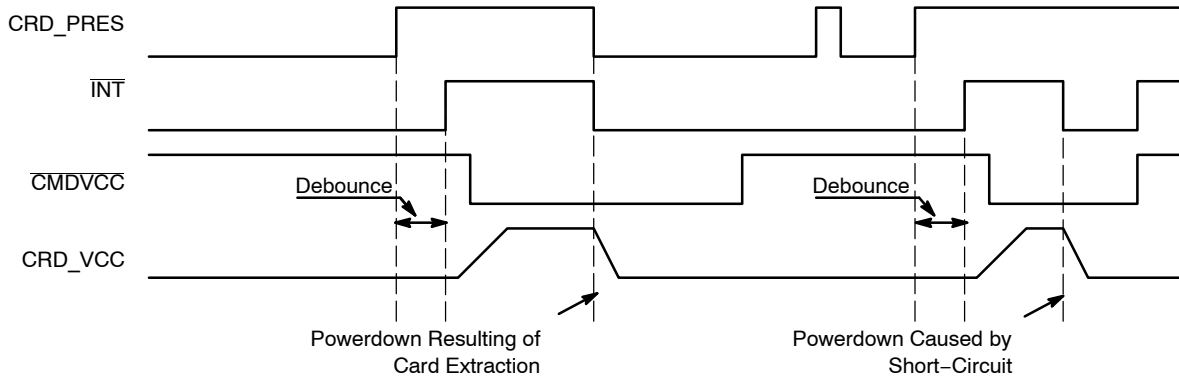 CRD_PRES
INT
CMDVCC
Debounce
Debounce
CRD_VCC
Powerdown Resulting of
Card Extraction
Powerdown Caused by
Short−Circuit